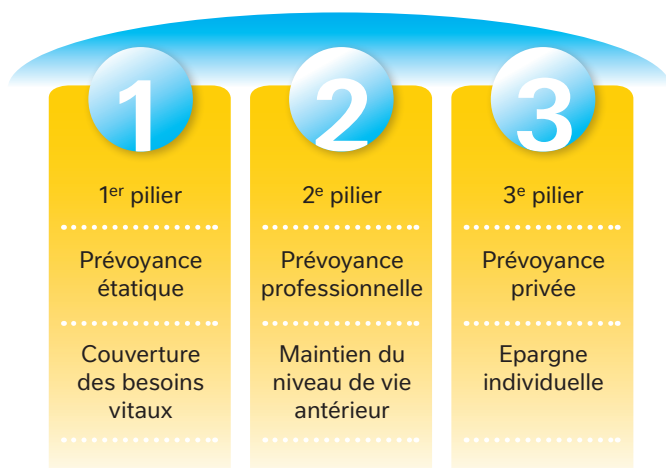 1
2
3
1er pilier
2e pilier
3e pilier
Prévoyance
étatique
Prévoyance
professionnelle
Prévoyance
privée
Couverture
des besoins
vitaux
Maintien du
niveau de vie
antérieur
Epargne
individuelle